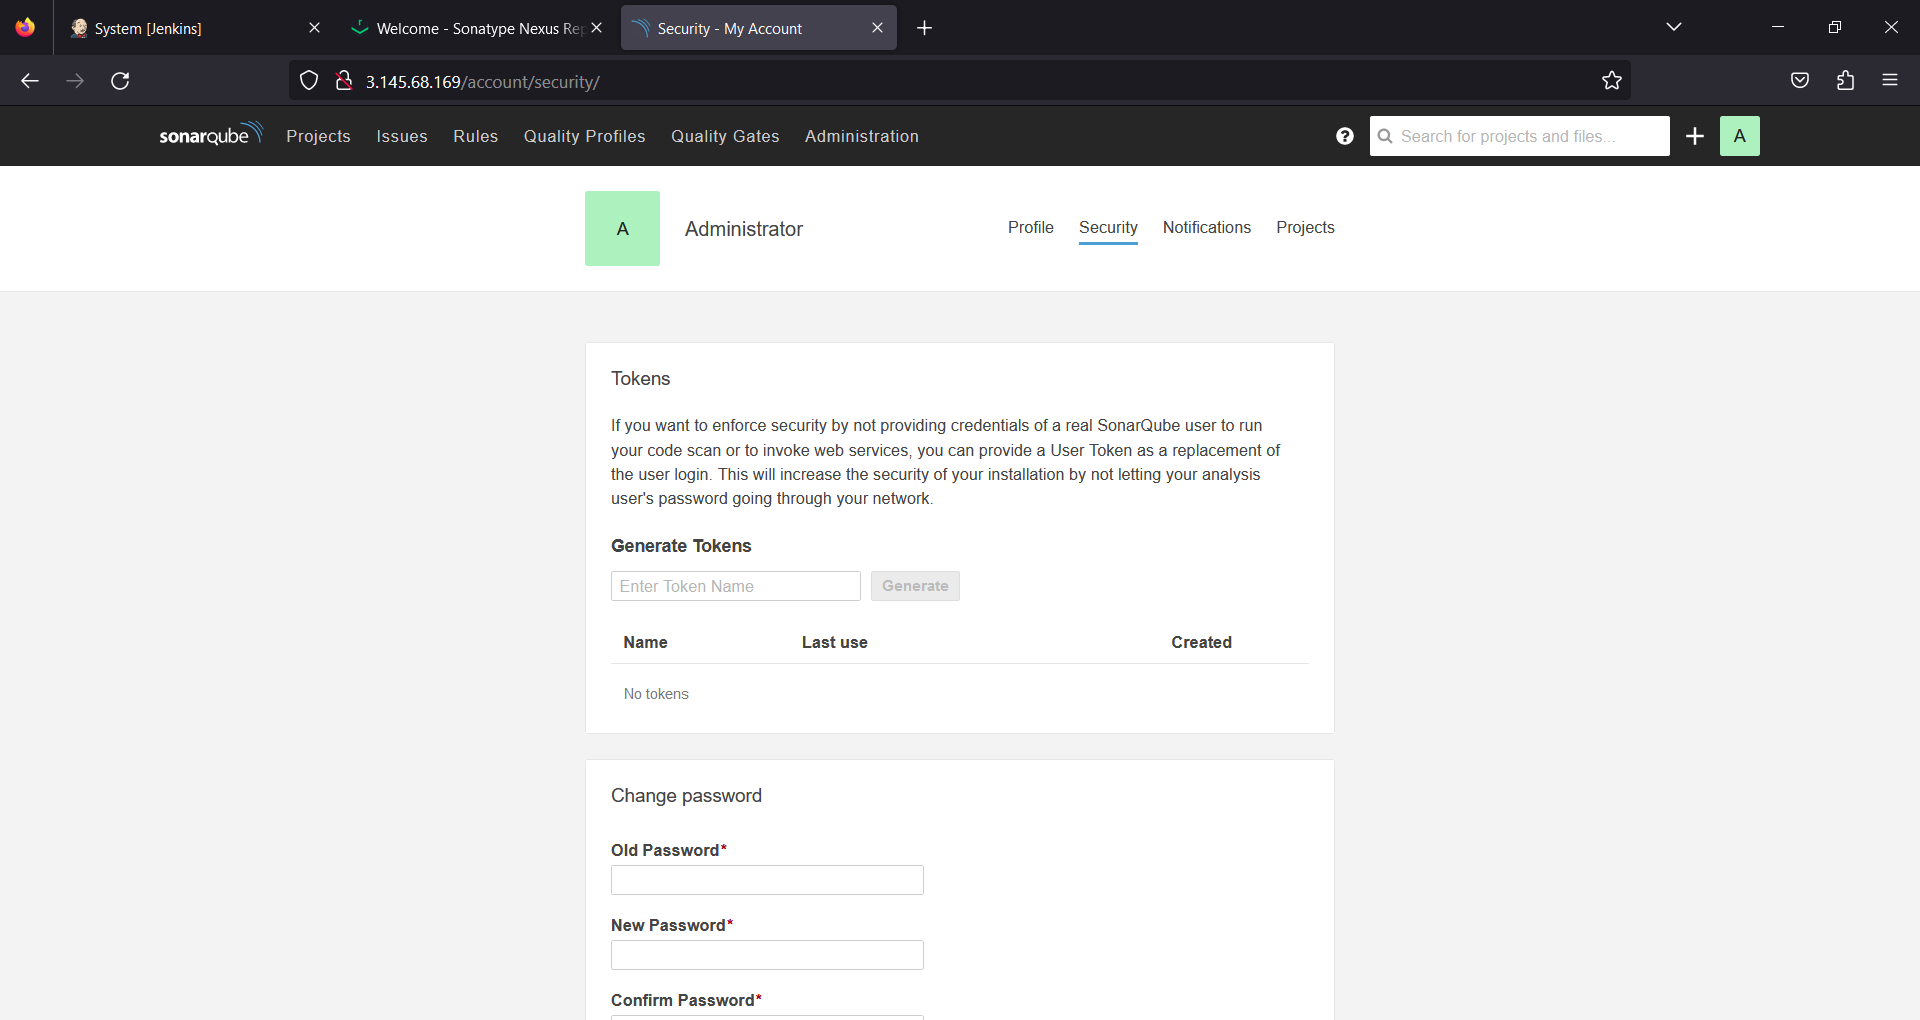 System [Jenkins]
Welcome - Sonatype Nexus Rep
Security - My Account
3.145.68.169/account/security/
sonarqube
Projects
Issues
Rules
Quality Profiles
Quality Gates
Administration
?
Search for projects and files...
A
A
Administrator
Profile
Security
Notifications
Projects
Tokens
If you want to enforce security by not providing credentials of a real SonarQube user to run
your code scan or to invoke web services, you can provide a User Token as a replacement of
the user login. This will increase the security of your installation by not letting your analysis
user's password going through your network.
Generate Tokens
Enter Token Name
Generate
Name
Last use
Created
No tokens
Change password
Old Password*
New Password*
Confirm Password*